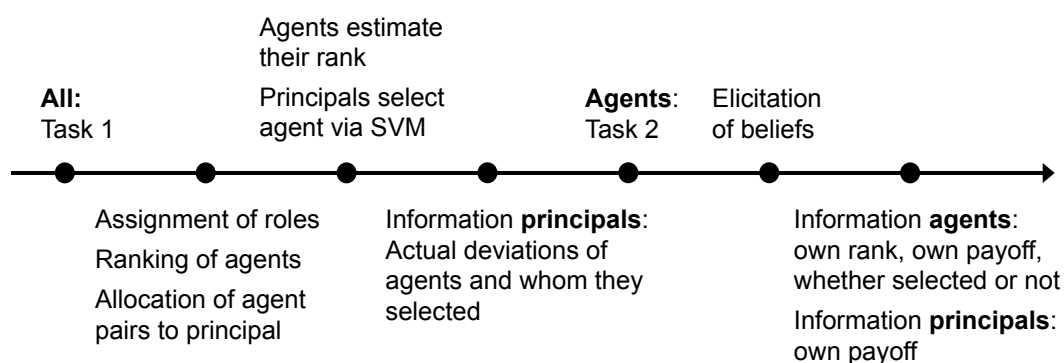 Agents estimate
their rank
Principals select
agent via SVM
All:
Task 1
Agents:
Task 2
Elicitation
of beliefs
Assignment of roles
Ranking of agents
Allocation of agent
pairs to principal
Information principals:
Actual deviations of
agents and whom they
selected
Information agents:
own rank, own payoff,
whether selected or not
Information principals:
own payoff